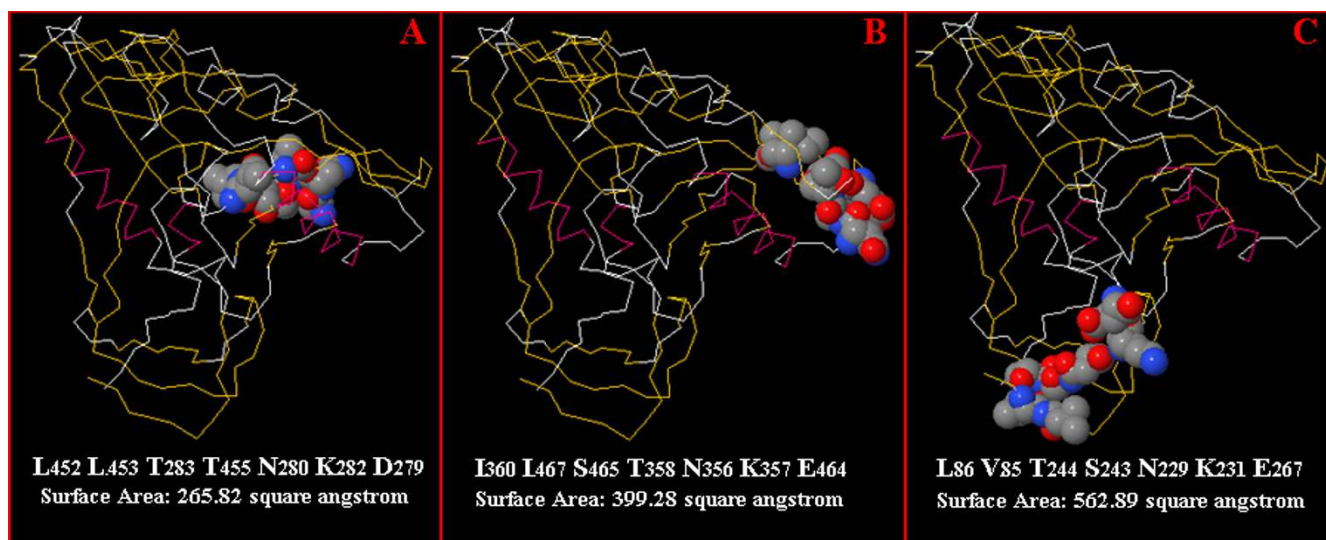 A
B
C
L452 L453 T283 T455 N280 K282 D279
Surface Area: 265.82 square angstrom
I360 I467 S465 T358 N356 K357 E464
Surface Area: 399.28 square angstrom
L86 V85 T244 S243 N229 K231 E267
Surface Area: 562.89 square angstrom